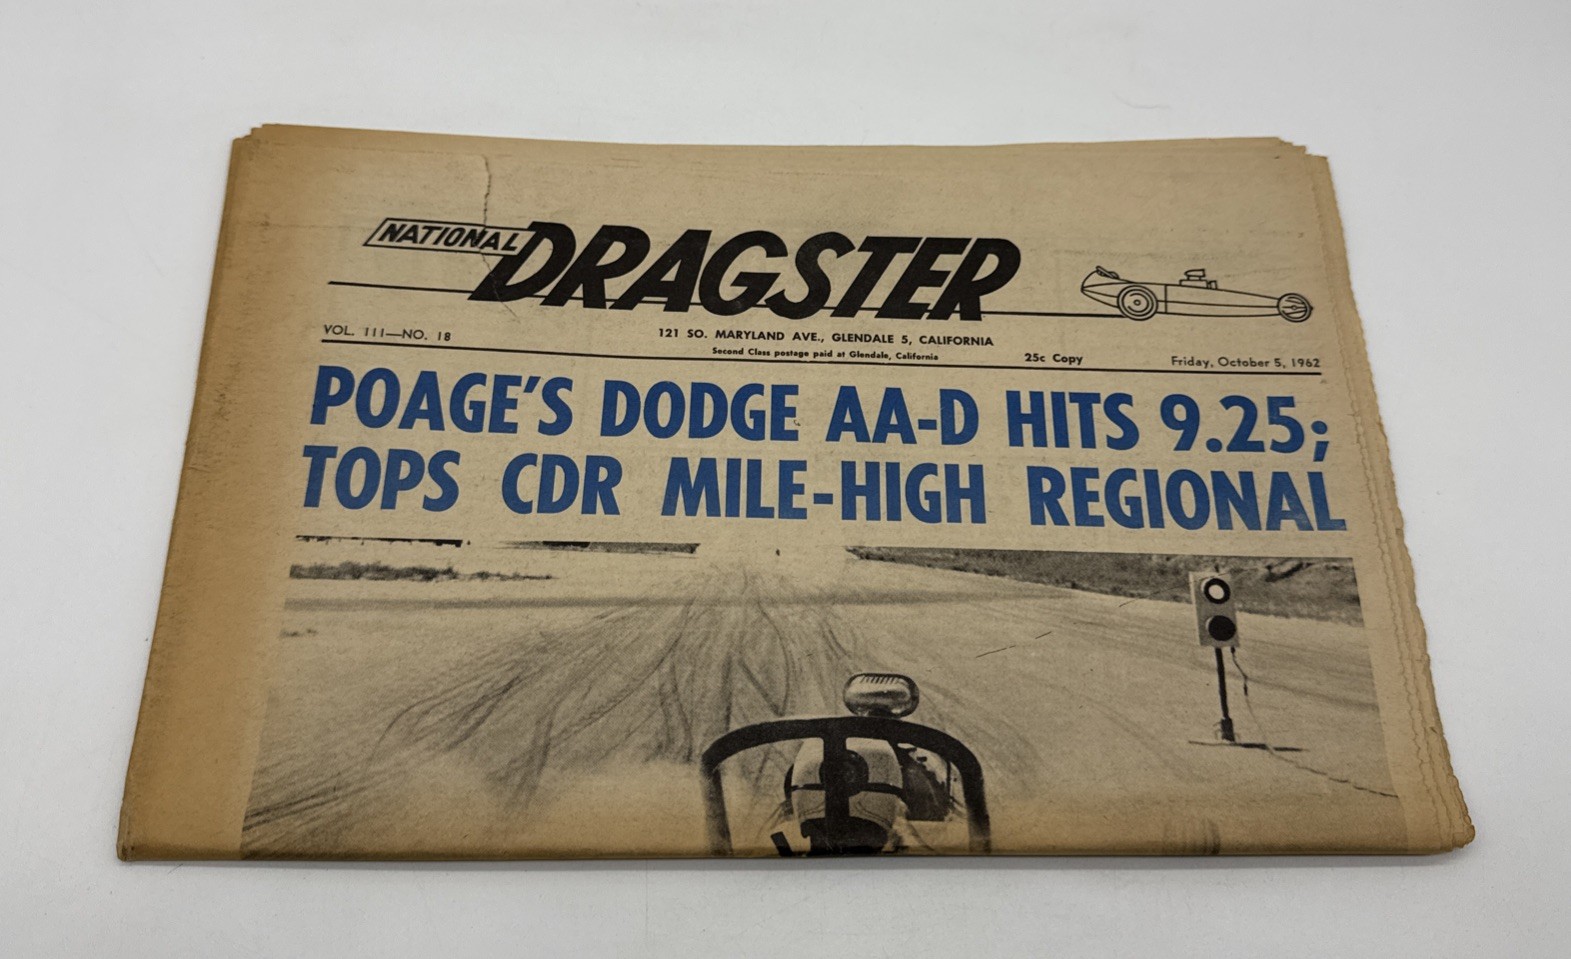 NATIONAL DRAGSTER
VOL. III—NO. 18
121 SO. MARYLAND AVE., GLENDALE 5, CALIFORNIA
Second Class postage paid at Glendale, California
25c Copy
Friday, October 5, 1962
POAGE'S DODGE AA-D HITS 9.25;
TOPS CDR MILE-HIGH REGIONAL